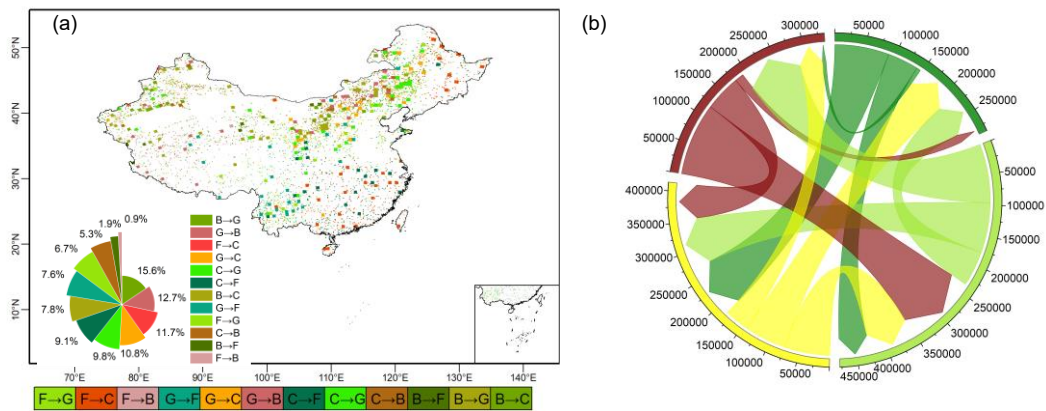 (a)
50°N
40°N
30°N
20°N
10°N
70°E 80°E 90°E 100°E 110°E 120°E 130°E 140°E
0.9%
1.9%
5.3%
6.7%
7.6%
7.8%
9.1%
9.8%
10.8%
11.7%
12.7%
15.6%
B→G
G→B
F→C
G→C
C→G
C→F
B→C
G→F
F→G
C→B
B→F
F→B
F→G F→C F→B G→F G→C G→B C→F C→G C→B B→F B→G B→C
(b)
50000
100000
150000
200000
250000
300000
50000
100000
150000
200000
250000
50000
100000
150000
200000
250000
300000
350000
400000
450000
50000
100000
150000
200000
250000
300000
350000
400000